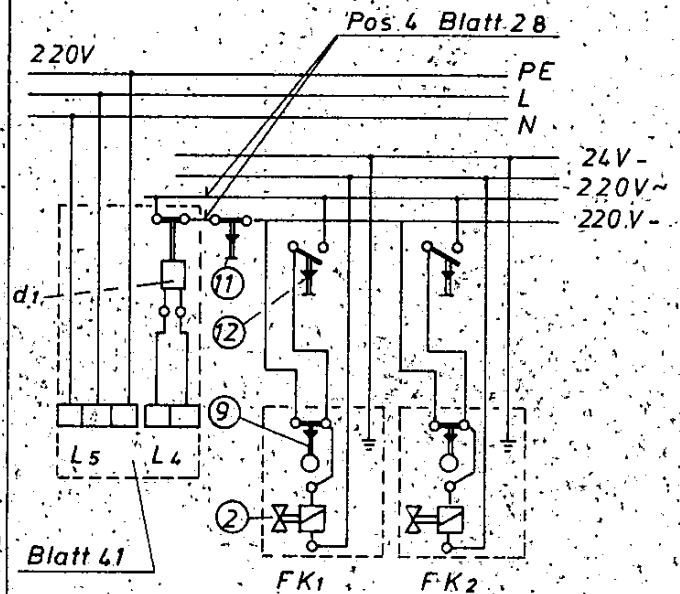 Pos. 4 Blatt 28
220V
PE
L
N
24V-
220V~
220V-
d1
11
12
9
L5 L4
2
Blatt 41
FK1 FK2